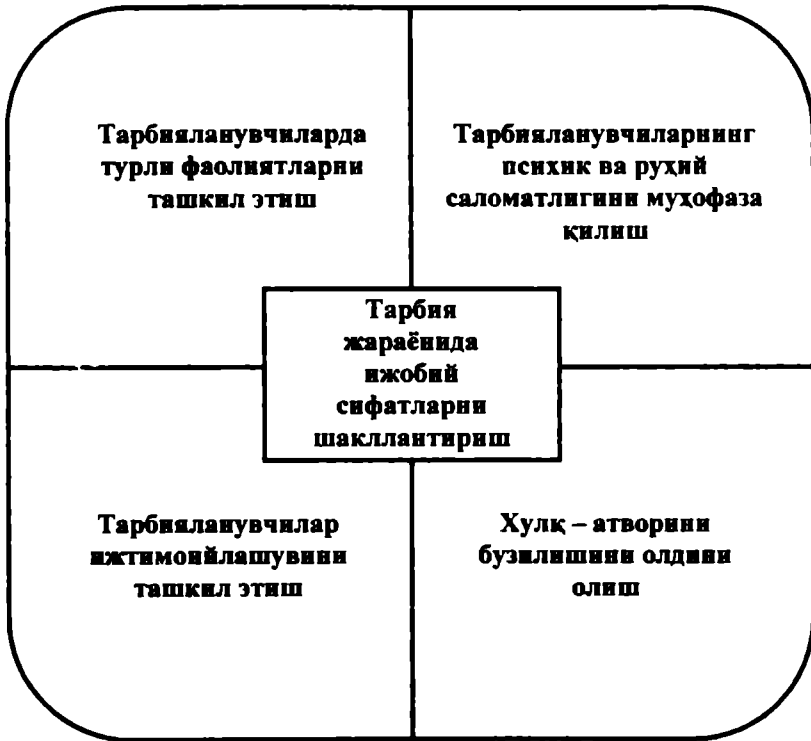 Тарбияланувчиларда
турли фаолиятларни
ташкил этиш
Тарбияланувчиларнинг
психик ва руҳий
саломатлигини муҳофаза
қилиш
Тарбия
жараёнида
ижобий
сифатларни
шакллантириш
Тарбияланувчилар
ижтимоийлашувини
ташкил этиш
Хулқ – атворини
бузилишини олдини
олиш